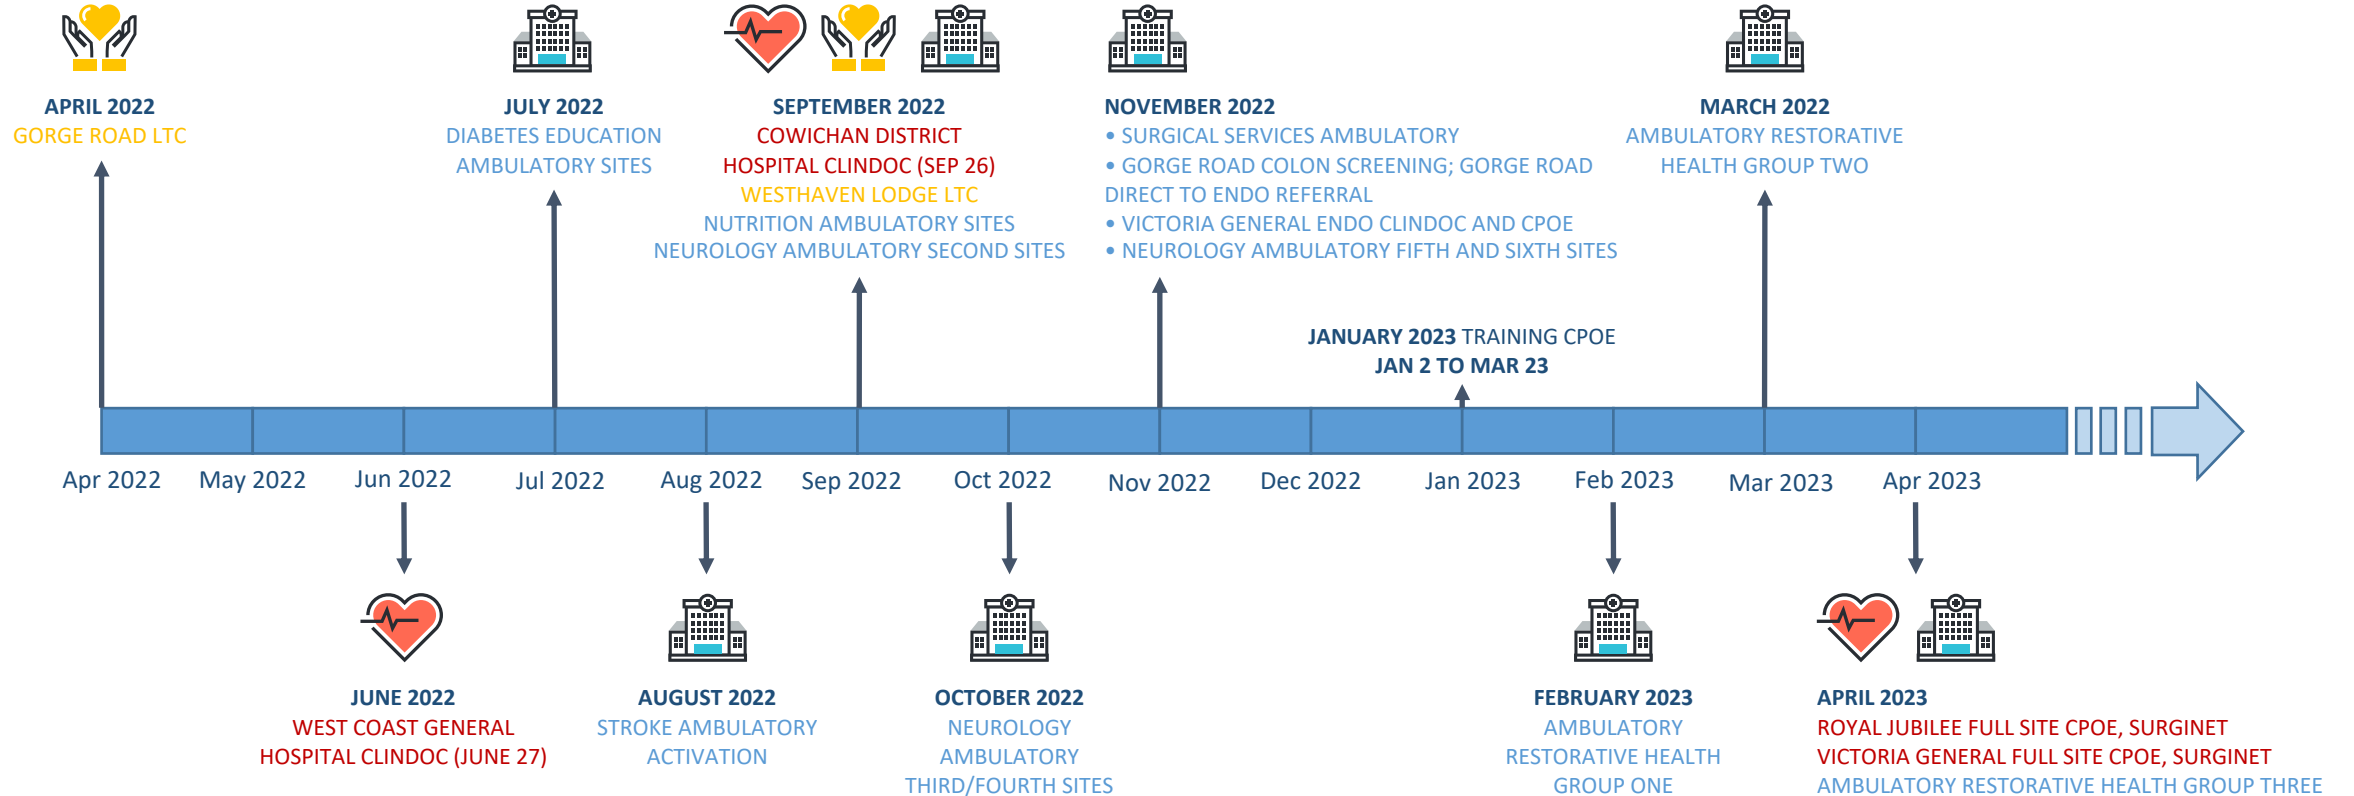 APRIL 2022
GORGE ROAD LTC
JULY 2022
DIABETES EDUCATION
AMBULATORY SITES
SEPTEMBER 2022
COWICHAN DISTRICT
HOSPITAL CLINDOC (SEP 26)
WESTHAVEN LODGE LTC
NUTRITION AMBULATORY SITES
NEUROLOGY AMBULATORY SECOND SITES
NOVEMBER 2022
• SURGICAL SERVICES AMBULATORY
• GORGE ROAD COLON SCREENING; GORGE ROAD
DIRECT TO ENDO REFERRAL
• VICTORIA GENERAL ENDO CLINDOC AND CPOE
• NEUROLOGY AMBULATORY FIFTH AND SIXTH SITES
MARCH 2022
AMBULATORY RESTORATIVE
HEALTH GROUP TWO
JANUARY 2023 TRAINING CPOE
JAN 2 TO MAR 23
Apr 2022 May 2022 Jun 2022 Jul 2022 Aug 2022 Sep 2022 Oct 2022 Nov 2022 Dec 2022 Jan 2023 Feb 2023 Mar 2023 Apr 2023
JUNE 2022
WEST COAST GENERAL
HOSPITAL CLINDOC (JUNE 27)
AUGUST 2022
STROKE AMBULATORY
ACTIVATION
OCTOBER 2022
NEUROLOGY
AMBULATORY
THIRD/FOURTH SITES
FEBRUARY 2023
AMBULATORY
RESTORATIVE HEALTH
GROUP ONE
APRIL 2023
ROYAL JUBILEE FULL SITE CPOE, SURGINET
VICTORIA GENERAL FULL SITE CPOE, SURGINET
AMBULATORY RESTORATIVE HEALTH GROUP THREE